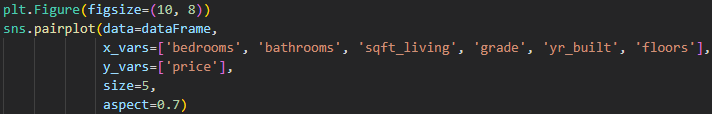 plt.Figure(figsize=(10, 8))
sns.pairplot(data=dataFrame,
x_vars=['bedrooms', 'bathrooms', 'sqft_living', 'grade', 'yr_built', 'floors'],
y_vars=['price'],
size=5,
aspect=0.7)